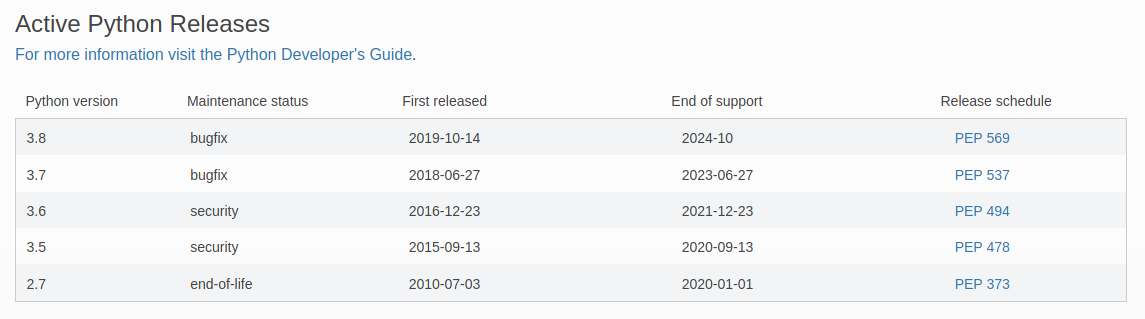 Active Python Releases
For more information visit the Python Developer's Guide.
Python version Maintenance status First released End of support Release schedule
3.8 bugfix 2019-10-14 2024-10 PEP 569
3.7 bugfix 2018-06-27 2023-06-27 PEP 537
3.6 security 2016-12-23 2021-12-23 PEP 494
3.5 security 2015-09-13 2020-09-13 PEP 478
2.7 end-of-life 2010-07-03 2020-01-01 PEP 373